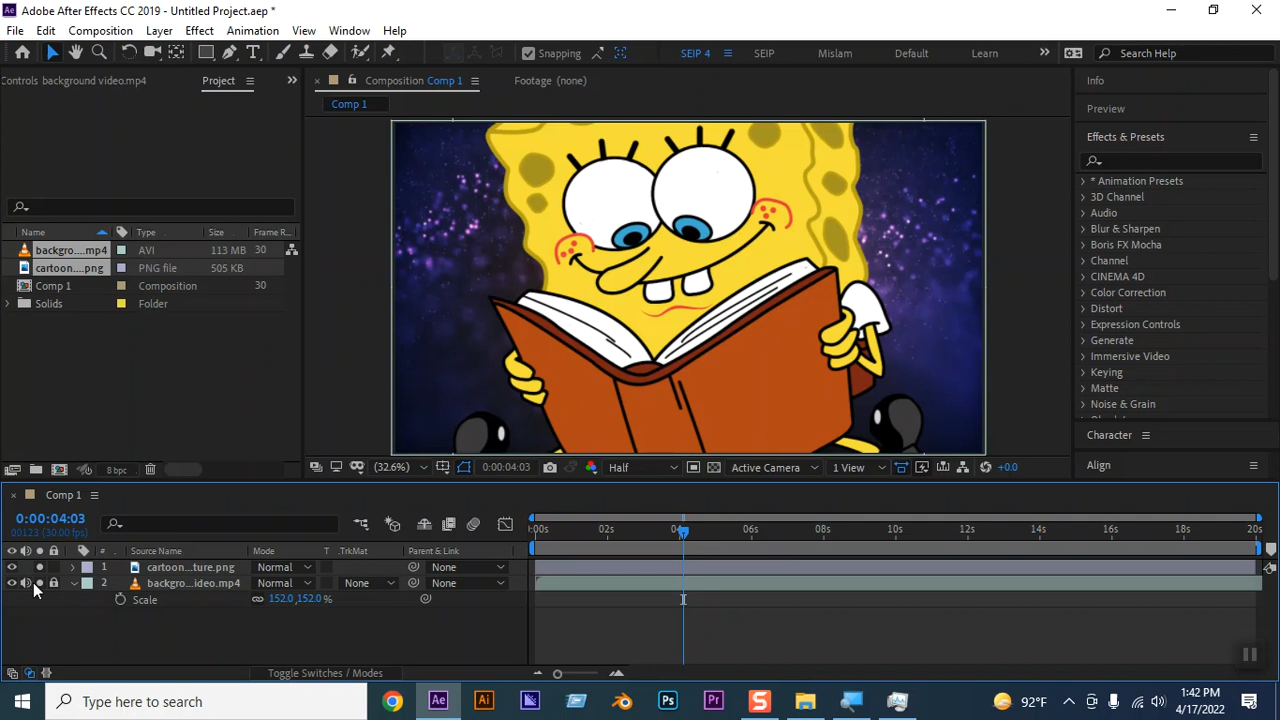 Ae Adobe After Effects CC 2019 - Untitled Project.aep *
File Edit Composition Layer Effect Animation View Window Help
Snapping SEIP 4 SEIP Mislam Default Learn Search Help
Controls background video.mp4 Project
Composition Comp 1 Footage (none)
Comp 1
Info
Preview
Effects & Presets
* Animation Presets
3D Channel
Audio
Blur & Sharpen
Boris FX Mocha
Channel
CINEMA 4D
Color Correction
Distort
Expression Controls
Generate
Immersive Video
Keying
Matte
Noise & Grain
Character
Align
Name Type Size Frame R...
backgro....mp4 AVI 113 MB 30
cartoon....png PNG file 505 KB
Comp 1 Composition 30
Solids Folder
8 bpc
(32.6%) 0:00:04:03 Half Active Camera 1 View +0.0
Comp 1
0:00:04:03
00123 (30.00 fps)
:00s 02s 04s 06s 08s 10s 12s 14s 16s 18s 20s
# Source Name Mode T .TrkMat Parent & Link
1 cartoon...ture.png Normal None
2 backgro...ideo.mp4 Normal None None
Scale 152.0,152.0 %
Toggle Switches / Modes
Type here to search
Ae Ai Ps Pr S
92°F
1:42 PM
4/17/2022